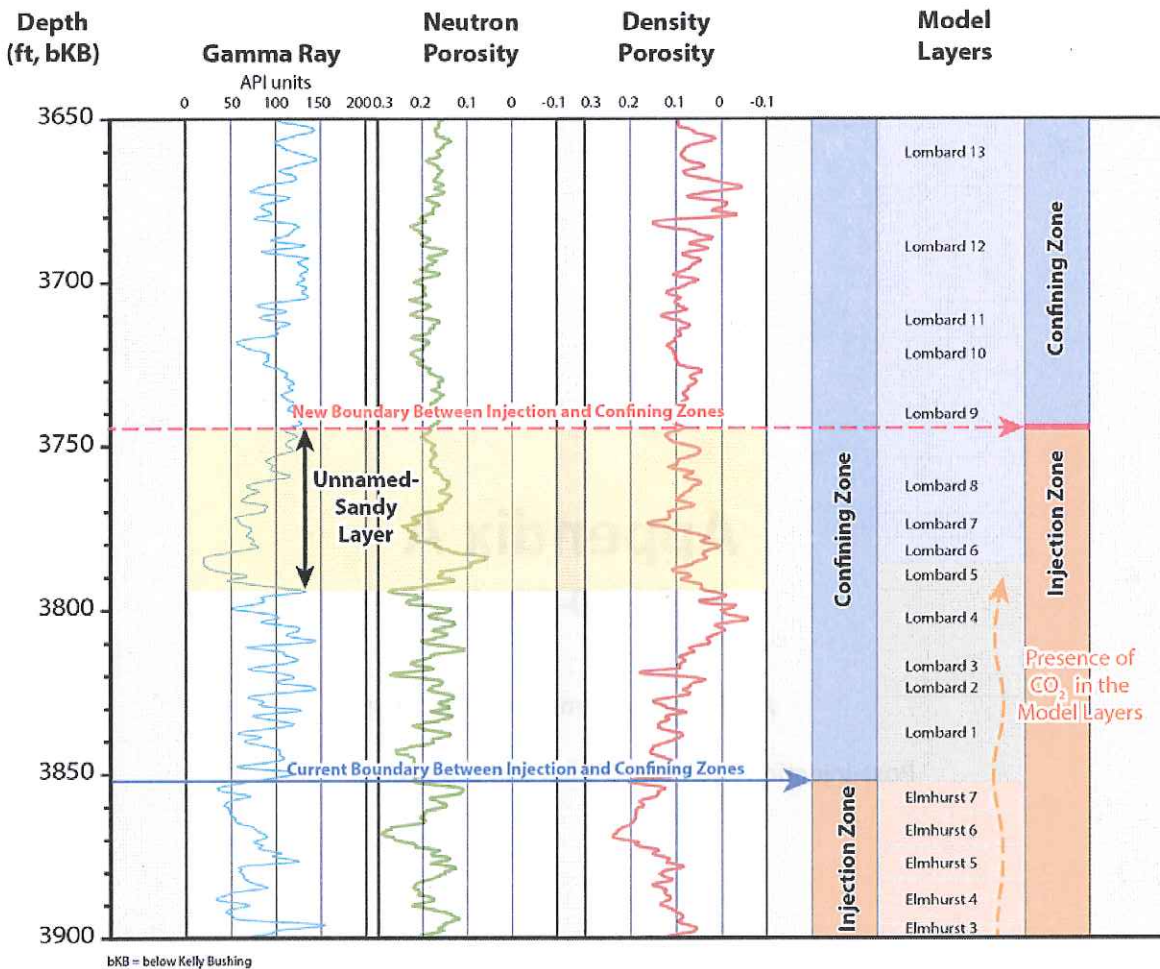 Depth
(ft, bKB)
Gamma Ray
API units
Neutron
Porosity
Density
Porosity
Model
Layers
0 50 100 150 200 0.3 0.2 0.1 0 -0.1 0.3 0.2 0.1 0 -0.1
3650
3700
3750
3800
3850
3900
New Boundary Between Injection and Confining Zones
Unnamed-
Sandy
Layer
Current Boundary Between Injection and Confining Zones
Confining Zone
Injection Zone
Lombard 13
Lombard 12
Lombard 11
Lombard 10
Lombard 9
Lombard 8
Lombard 7
Lombard 6
Lombard 5
Lombard 4
Lombard 3
Lombard 2
Lombard 1
Elmhurst 7
Elmhurst 6
Elmhurst 5
Elmhurst 4
Elmhurst 3
Confining Zone
Injection Zone
Presence of
CO2 in the
Model Layers
Appendix A
bKB = below Kelly Bushing